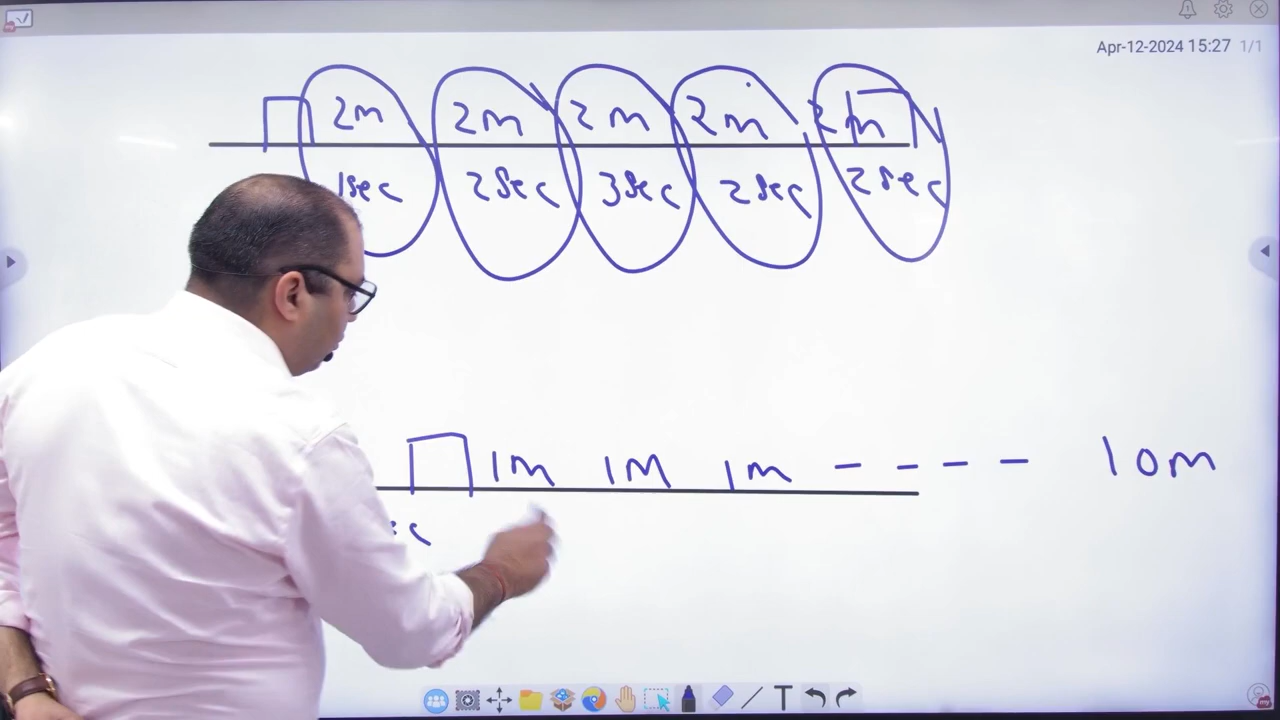 Apr-12-2024 15:27 1/1
2m 2m 2m 2m 2m
1sec 2sec 3sec 2sec 2sec
1m 1m 1m - - - - 10m
T